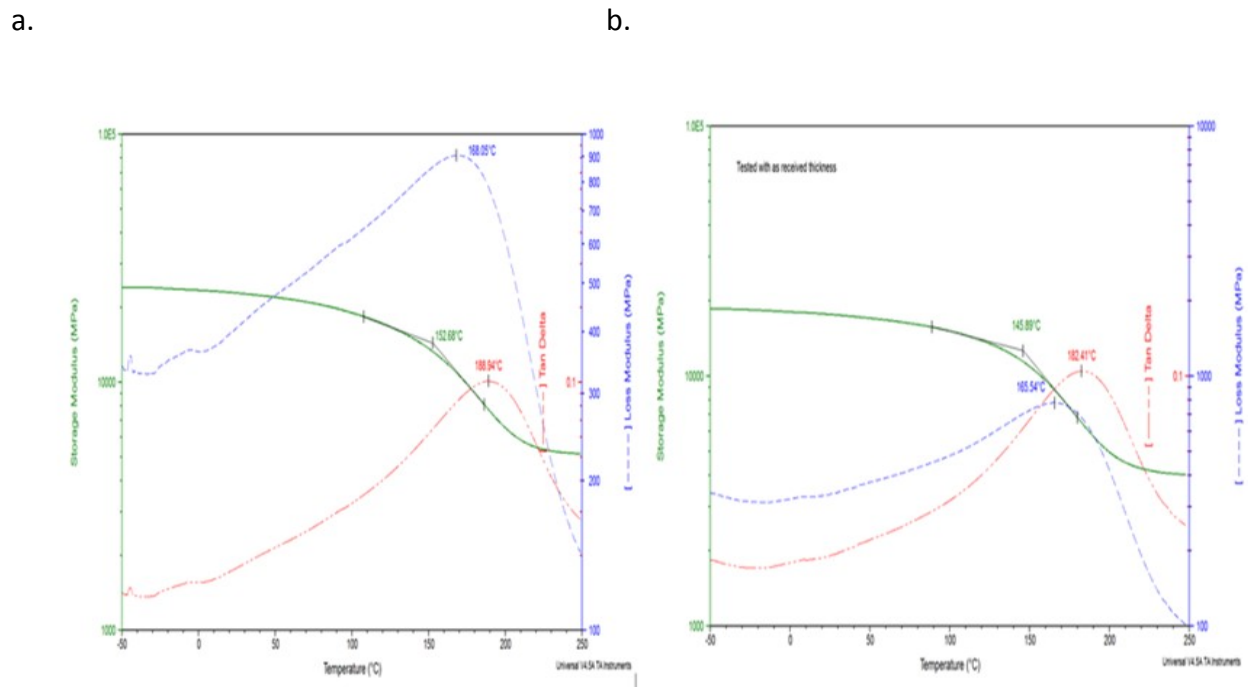 a.
b.
1.0E5
10000
1000
Storage Modulus (MPa)
168.05°C
152.68°C
188.94°C
0.1
[ –––– – ] Tan Delta
1000
900
800
700
600
500
400
300
200
100
[ – – – – ] Loss Modulus (MPa)
-50
0
50
100
150
200
250
Temperature (°C)
Universal V4.5A TA Instruments
Tested with as received thickness
1.0E5
10000
1000
Storage Modulus (MPa)
145.89°C
182.41°C
165.54°C
0.1
[ –––– – – ] Tan Delta
10000
1000
100
[ – – – – ] Loss Modulus (MPa)
-50
0
50
100
150
200
250
Temperature (°C)
Universal V4.5A TA Instruments